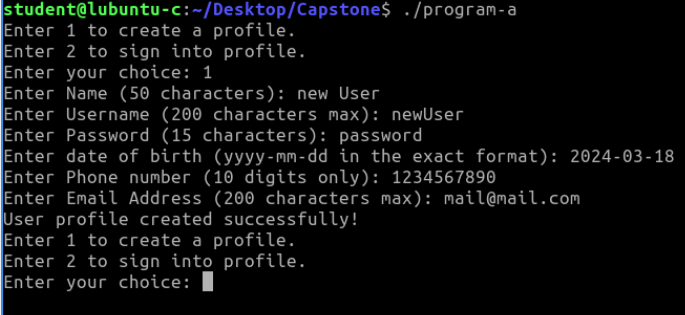 student@lubuntu-c:~/Desktop/Capstone$ ./program-a
Enter 1 to create a profile.
Enter 2 to sign into profile.
Enter your choice: 1
Enter Name (50 characters): new User
Enter Username (200 characters max): newUser
Enter Password (15 characters): password
Enter date of birth (yyyy-mm-dd in the exact format): 2024-03-18
Enter Phone number (10 digits only): 1234567890
Enter Email Address (200 characters max): mail@mail.com
User profile created successfully!
Enter 1 to create a profile.
Enter 2 to sign into profile.
Enter your choice: